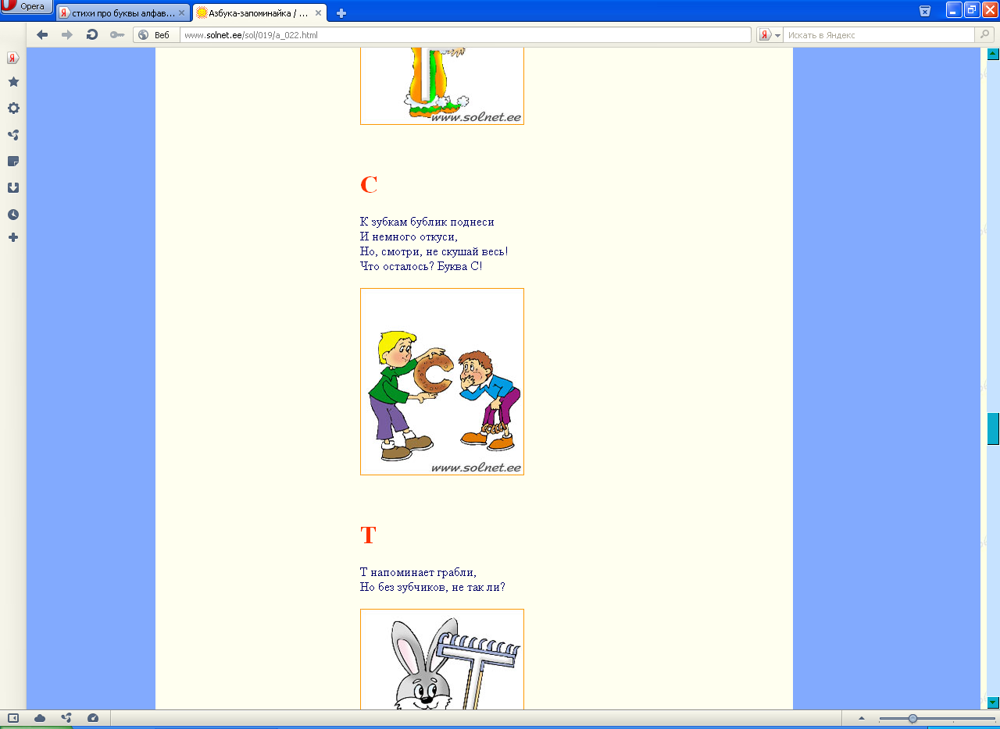 Opera
стихи про буквы алфав...
Азбука-запоминайка / ...
Веб
www.solnet.ee/sol/019/a_022.html
Искать в Яндекс
www.solnet.ee
С
К зубкам бублик поднеси
И немного откуси,
Но, смотри, не скушай весь!
Что осталось? Буква С!
С
www.solnet.ee
Т
Т напоминает грабли,
Но без зубчиков, не так ли?